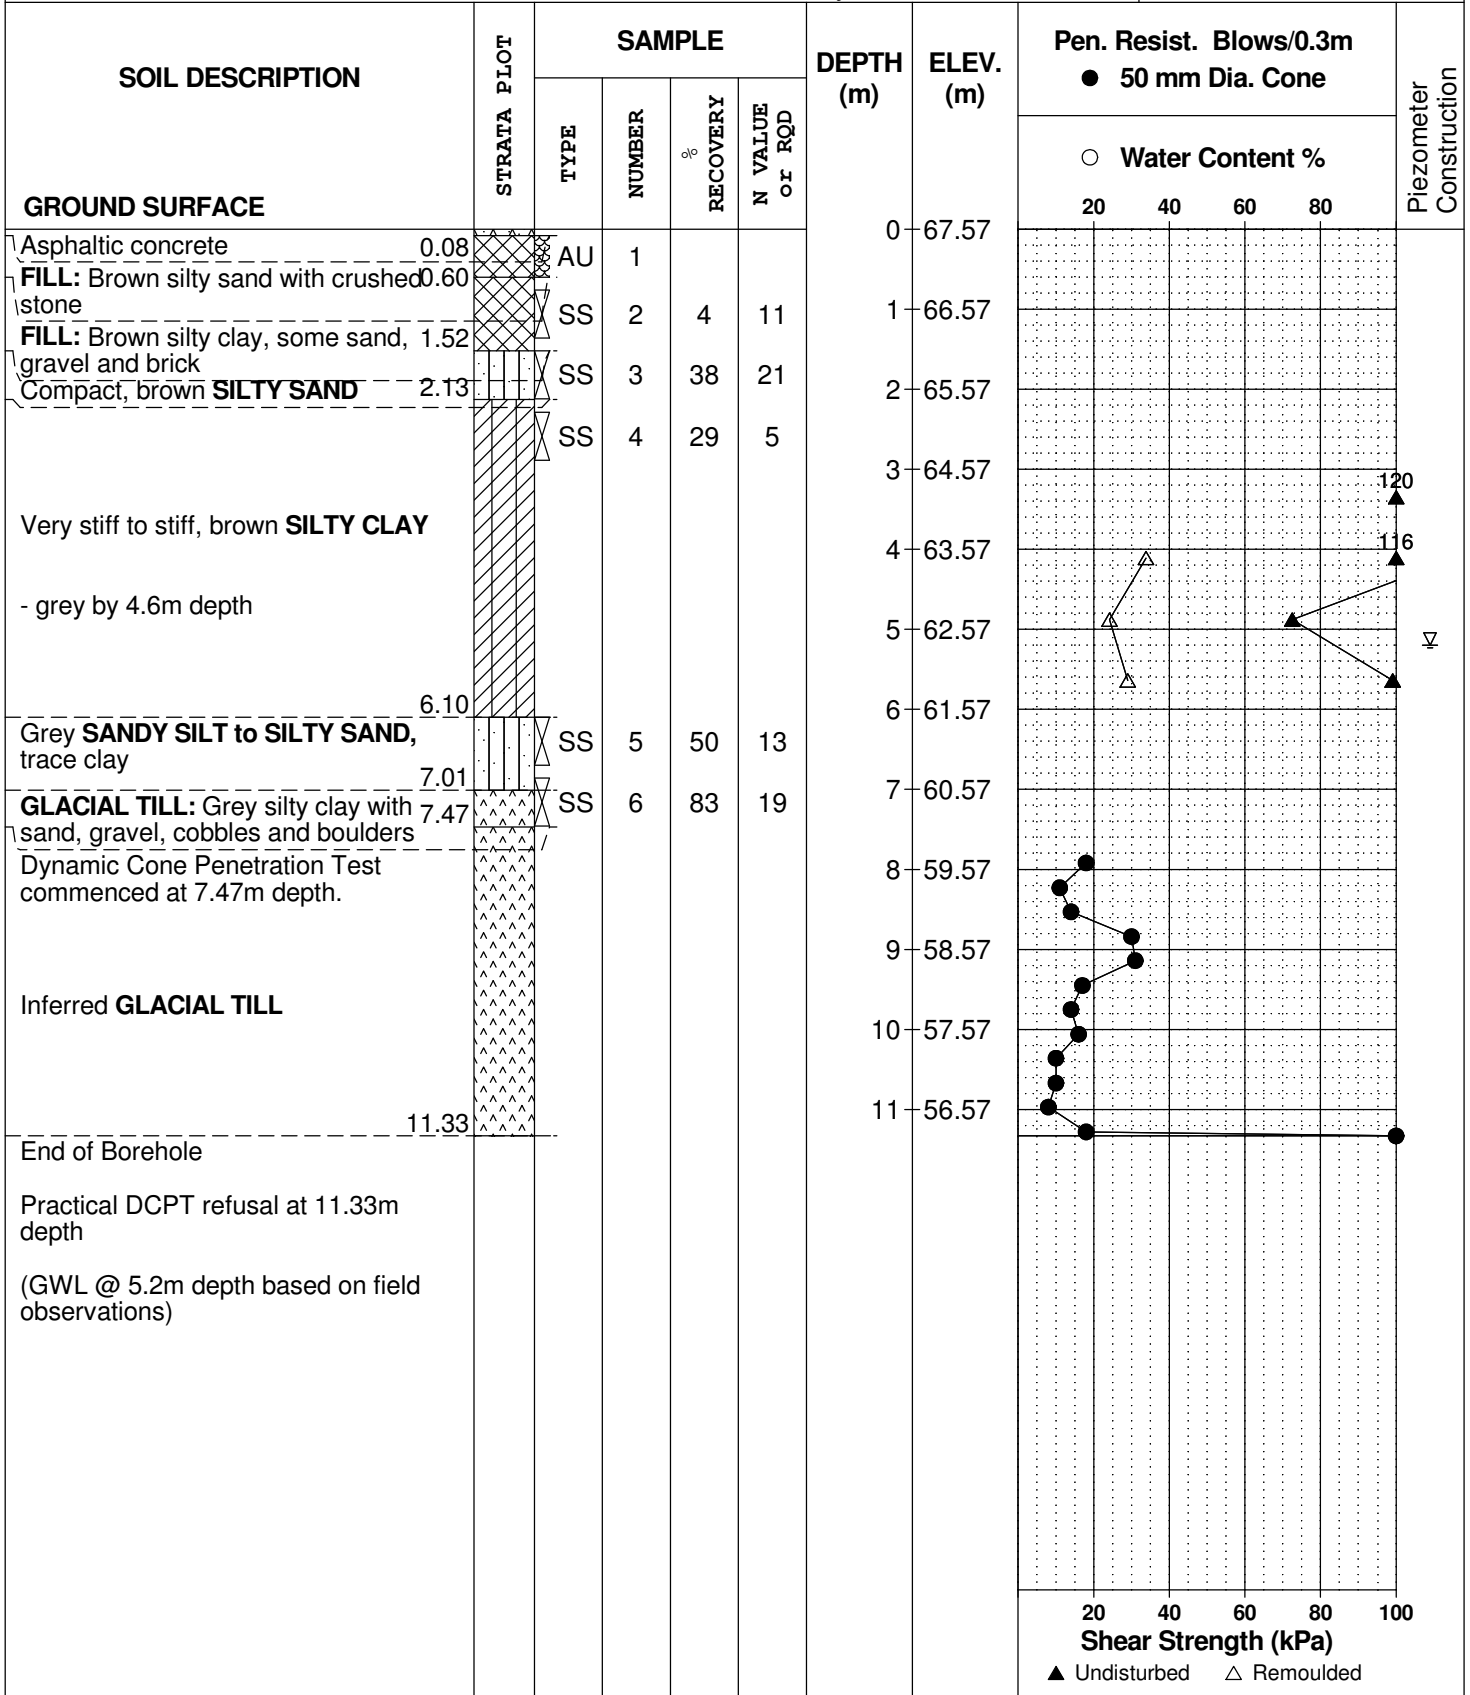 SOIL DESCRIPTION
GROUND SURFACE
STRATA PLOT
SAMPLE
TYPE
NUMBER
% RECOVERY
N VALUE or RQD
DEPTH (m)
ELEV. (m)
Pen. Resist. Blows/0.3m
● 50 mm Dia. Cone
○ Water Content %
20 40 60 80
Piezometer Construction
0 67.57
Asphaltic concrete 0.08
AU 1
FILL: Brown silty sand with crushed 0.60
stone
SS 2 4 11
1 66.57
FILL: Brown silty clay, some sand, 1.52
gravel and brick
SS 3 38 21
Compact, brown SILTY SAND 2.13
2 65.57
SS 4 29 5
3 64.57
120
Very stiff to stiff, brown SILTY CLAY
4 63.57
116
- grey by 4.6m depth
5 62.57
6.10
6 61.57
Grey SANDY SILT to SILTY SAND,
trace clay
SS 5 50 13
7.01
7 60.57
GLACIAL TILL: Grey silty clay with 7.47
sand, gravel, cobbles and boulders
SS 6 83 19
Dynamic Cone Penetration Test
commenced at 7.47m depth.
8 59.57
9 58.57
Inferred GLACIAL TILL
10 57.57
11 56.57
11.33
End of Borehole
Practical DCPT refusal at 11.33m
depth
(GWL @ 5.2m depth based on field
observations)
20 40 60 80 100
Shear Strength (kPa)
▲ Undisturbed △ Remoulded